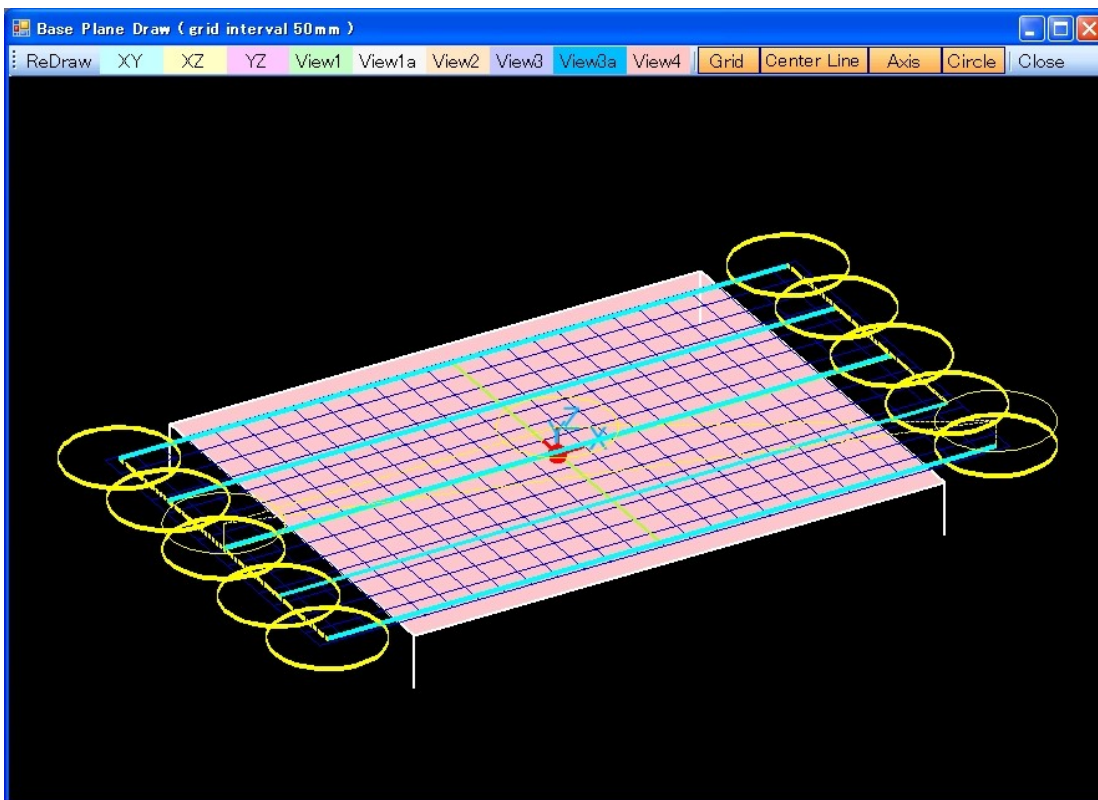 Base Plane Draw ( grid interval 50mm )
ReDraw XY XZ YZ View1 View1a View2 View3 View3a View4 Grid Center Line Axis Circle Close
Z
X